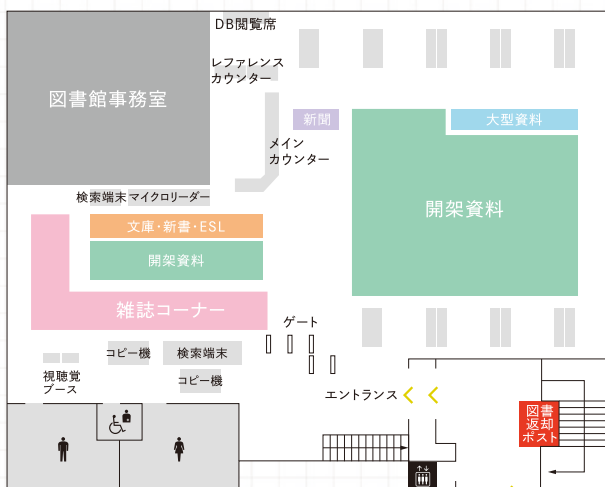 DB閲覧席
レファレンス
カウンター
図書館事務室
新聞
大型資料
メイン
カウンター
検索端末
マイクロリーダー
開架資料
文庫・新書・ESL
開架資料
雑誌コーナー
ゲート
コピー機
検索端末
視聴覚
ブース
コピー機
エントランス
図書
返却
ポスト